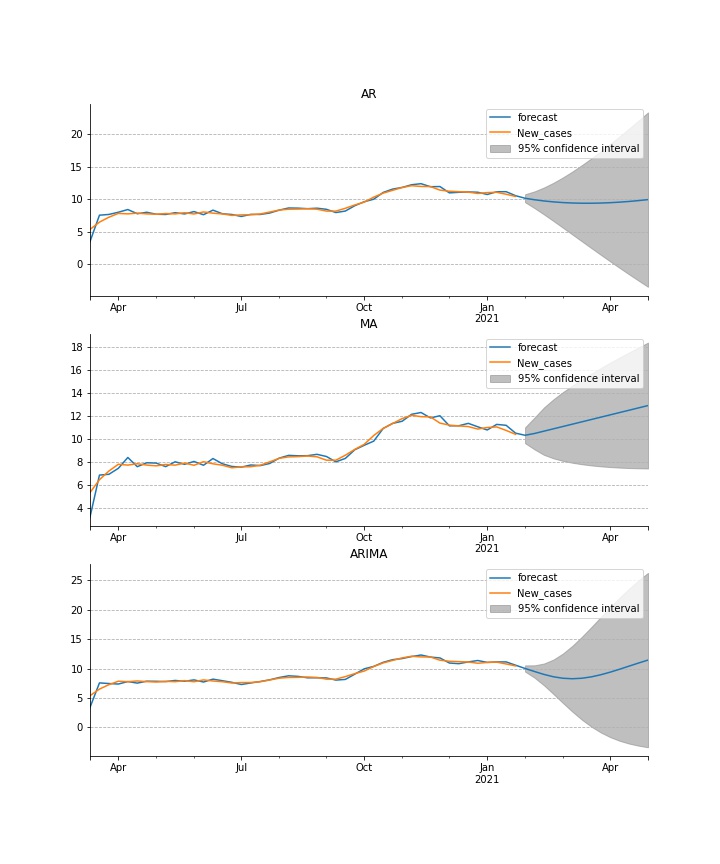 AR
20
15
10
5
0
forecast
New_cases
95% confidence interval
Apr Jul Oct Jan Apr
2021
MA
18
16
14
12
10
8
6
4
forecast
New_cases
95% confidence interval
Apr Jul Oct Jan Apr
2021
ARIMA
25
20
15
10
5
0
forecast
New_cases
95% confidence interval
Apr Jul Oct Jan Apr
2021